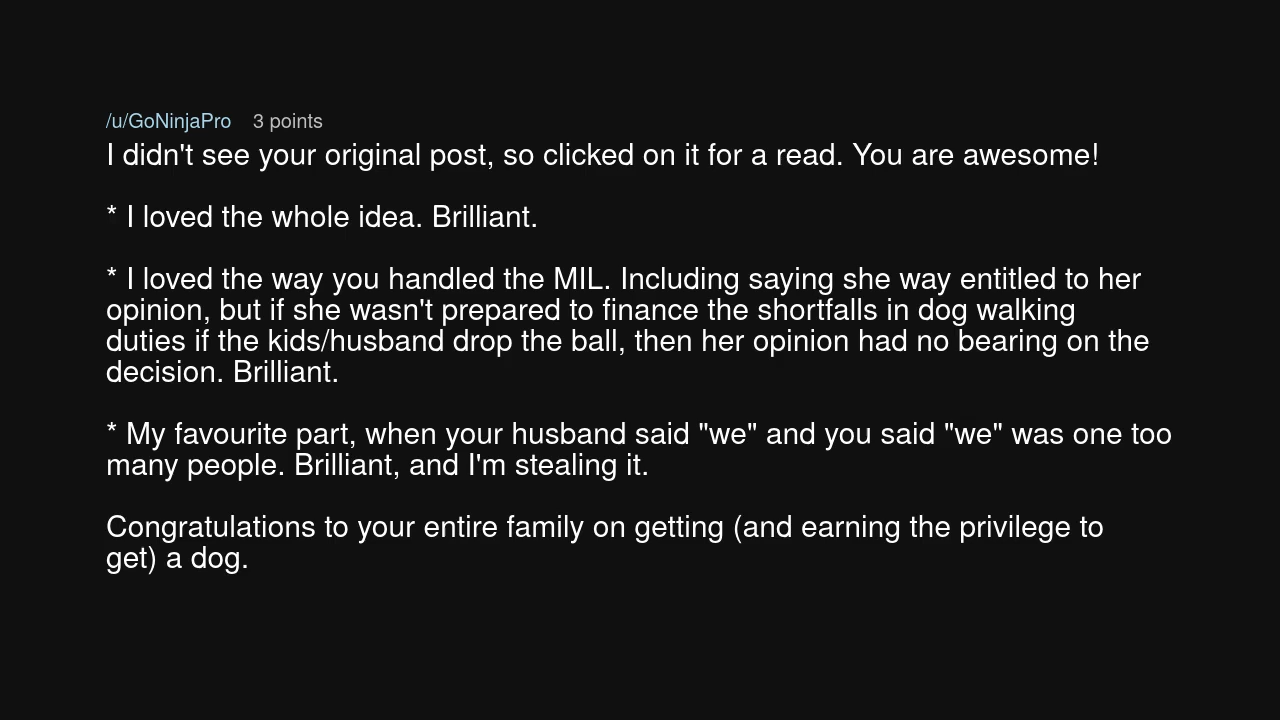 /u/GoNinjaPro 3 points
I didn't see your original post, so clicked on it for a read. You are awesome!
* I loved the whole idea. Brilliant.
* I loved the way you handled the MIL. Including saying she way entitled to her
opinion, but if she wasn't prepared to finance the shortfalls in dog walking
duties if the kids/husband drop the ball, then her opinion had no bearing on the
decision. Brilliant.
* My favourite part, when your husband said "we" and you said "we" was one too
many people. Brilliant, and I'm stealing it.
Congratulations to your entire family on getting (and earning the privilege to
get) a dog.